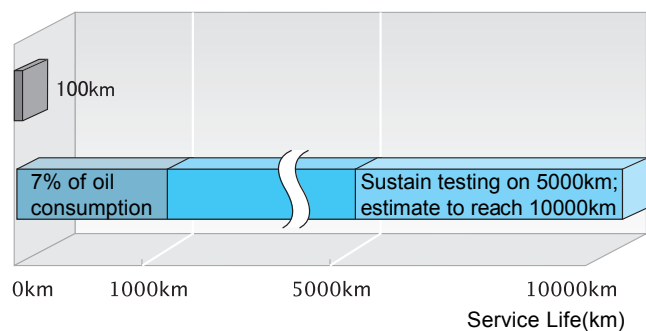 100km
7% of oil
consumption
Sustain testing on 5000km;
estimate to reach 10000km
0km 1000km 5000km 10000km
Service Life(km)